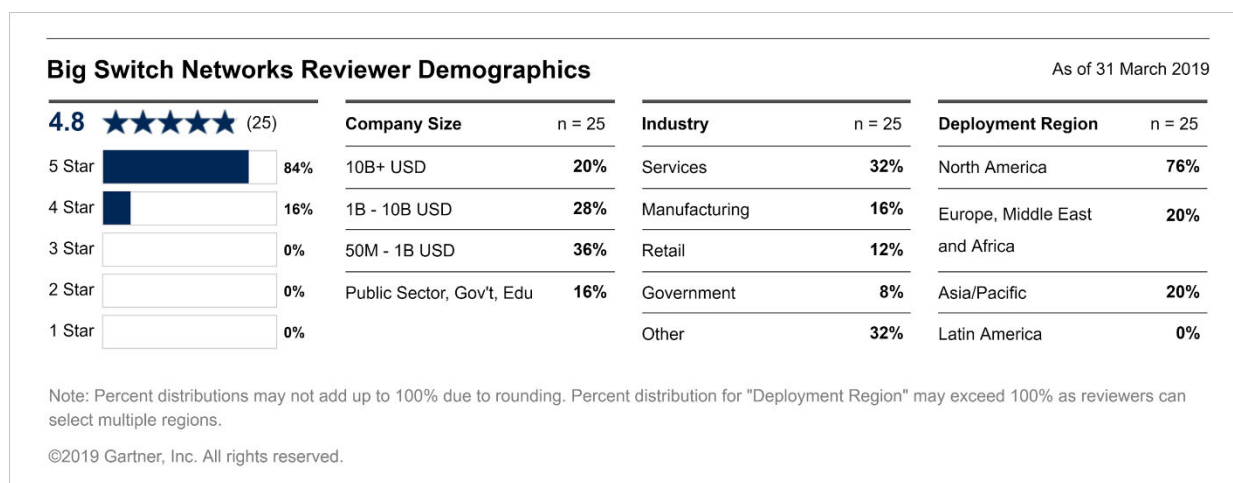 Big Switch Networks Reviewer Demographics
As of 31 March 2019
4.8 (25)
5 Star 84%
4 Star 16%
3 Star 0%
2 Star 0%
1 Star 0%
Company Size n = 25
10B+ USD 20%
1B - 10B USD 28%
50M - 1B USD 36%
Public Sector, Gov't, Edu 16%
Industry n = 25
Services 32%
Manufacturing 16%
Retail 12%
Government 8%
Other 32%
Deployment Region n = 25
North America 76%
Europe, Middle East 20%
and Africa
Asia/Pacific 20%
Latin America 0%
Note: Percent distributions may not add up to 100% due to rounding. Percent distribution for "Deployment Region" may exceed 100% as reviewers can
select multiple regions.
©2019 Gartner, Inc. All rights reserved.